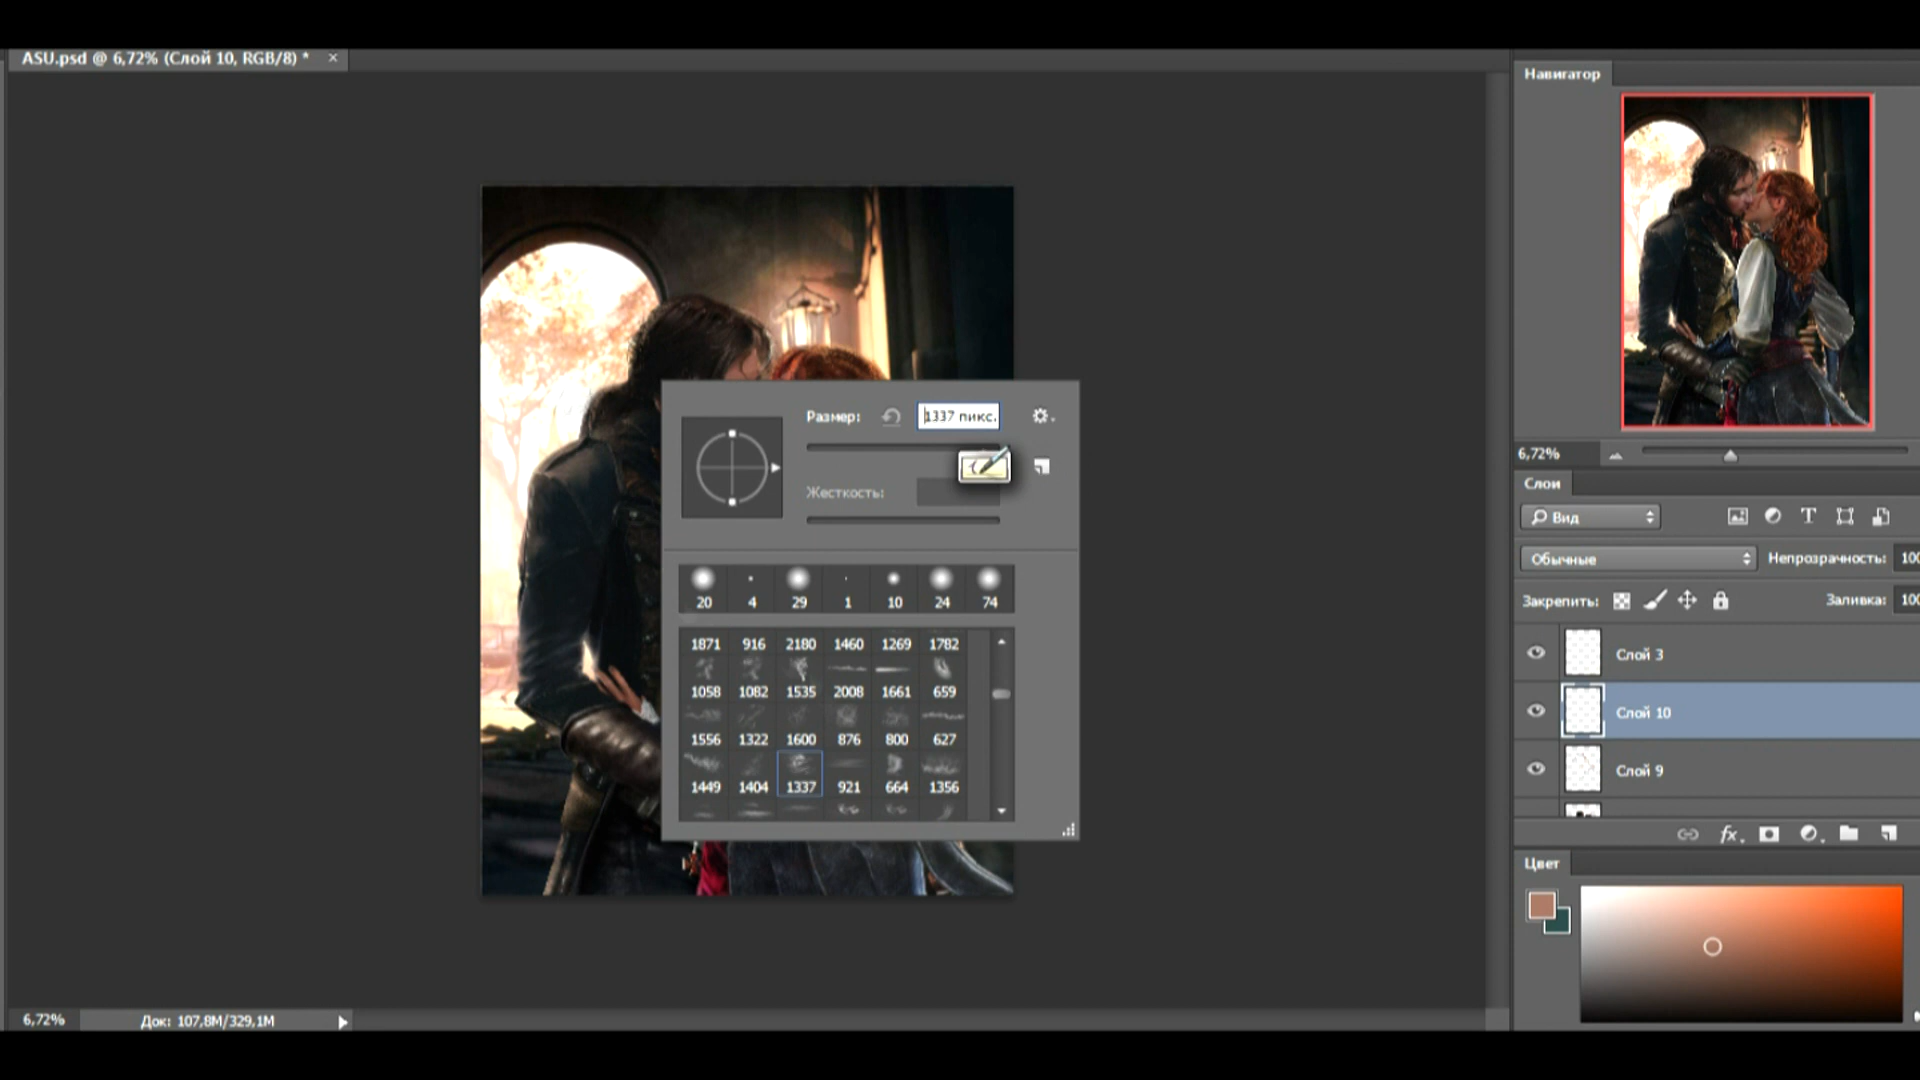 ASU.psd @ 6,72% (Слой 10, RGB/8) * ×
Навигатор
6,72%
Слои
Вид
T
Обычные
Непрозрачность: 100
Закрепить:
Заливка: 100
Слой 3
Слой 10
Слой 9
fx
Цвет
Размер: 1337 пикс.
Жесткость:
20 4 29 1 10 24 74
1871 916 2180 1460 1269 1782
1058 1082 1535 2008 1661 659
1556 1322 1600 876 800 627
1449 1404 1337 921 664 1356
6,72%
Док: 107,8M/329,1M